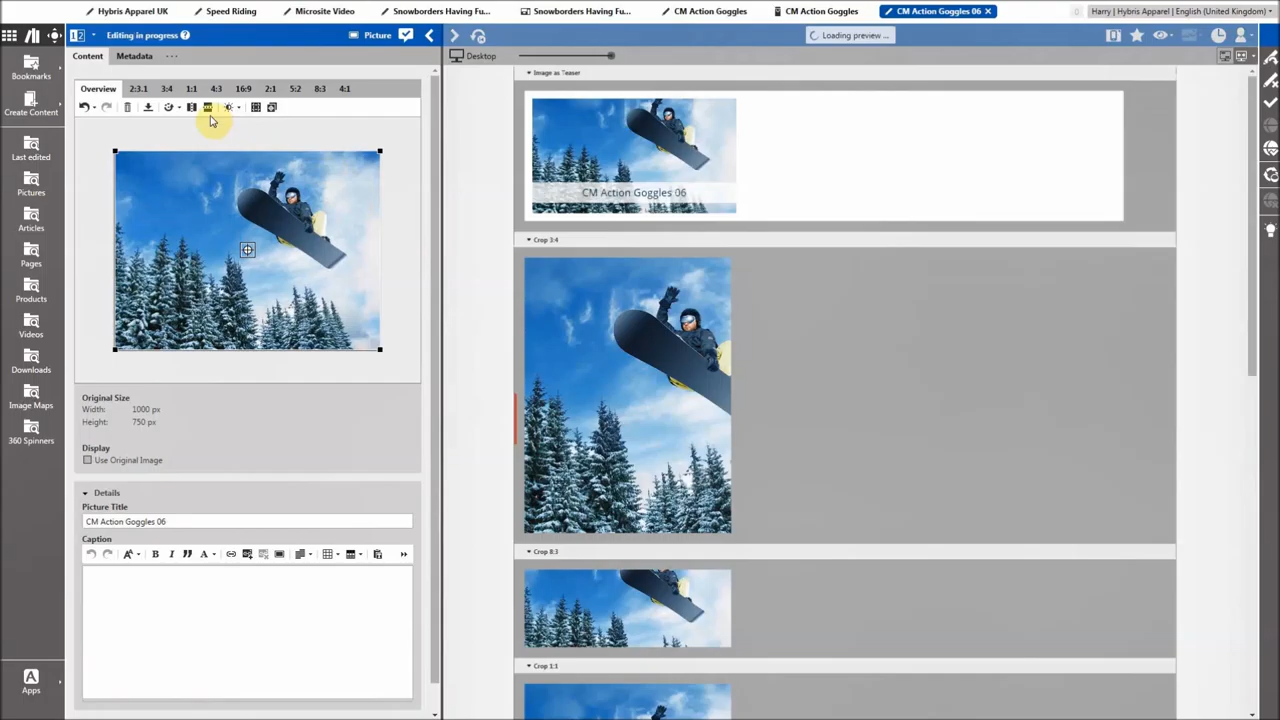 Hybris Apparel UK
Speed Riding
Microsite Video
Snowborders Having Fu...
Snowborders Having Fu...
CM Action Goggles
CM Action Goggles
CM Action Goggles 06
Harry | Hybris Apparel | English (United Kingdom)
Editing in progress
Picture
Loading preview ...
Content
Metadata
Desktop
Bookmarks
Create Content
Last edited
Pictures
Articles
Pages
Products
Videos
Downloads
Image Maps
360 Spinners
Apps
Overview
2:3.1
3:4
1:1
4:3
16:9
2:1
5:2
8:3
4:1
Original Size
Width: 1000 px
Height: 750 px
Display
Use Original Image
Details
Picture Title
CM Action Goggles 06
Caption
Image as Teaser
CM Action Goggles 06
Crop 3:4
Crop 8:3
Crop 1:1